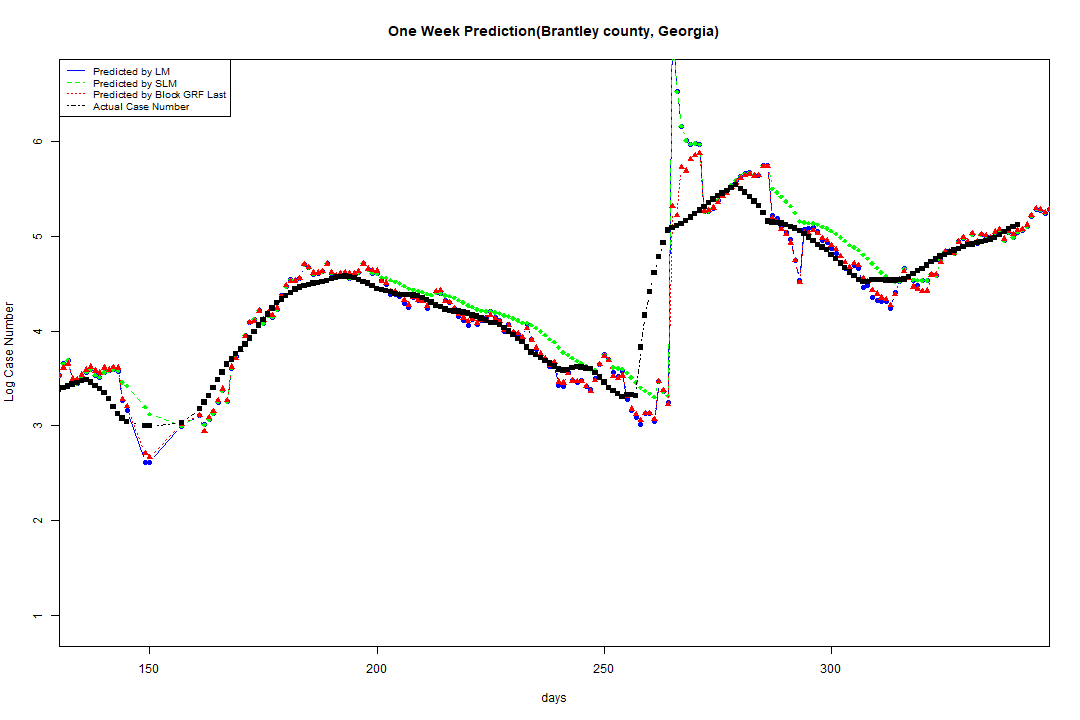 One Week Prediction(Brantley county, Georgia)
Predicted by LM
Predicted by SLM
Predicted by Block GRF Last
Actual Case Number
Log Case Number
6
5
4
3
2
1
150
200
250
300
days